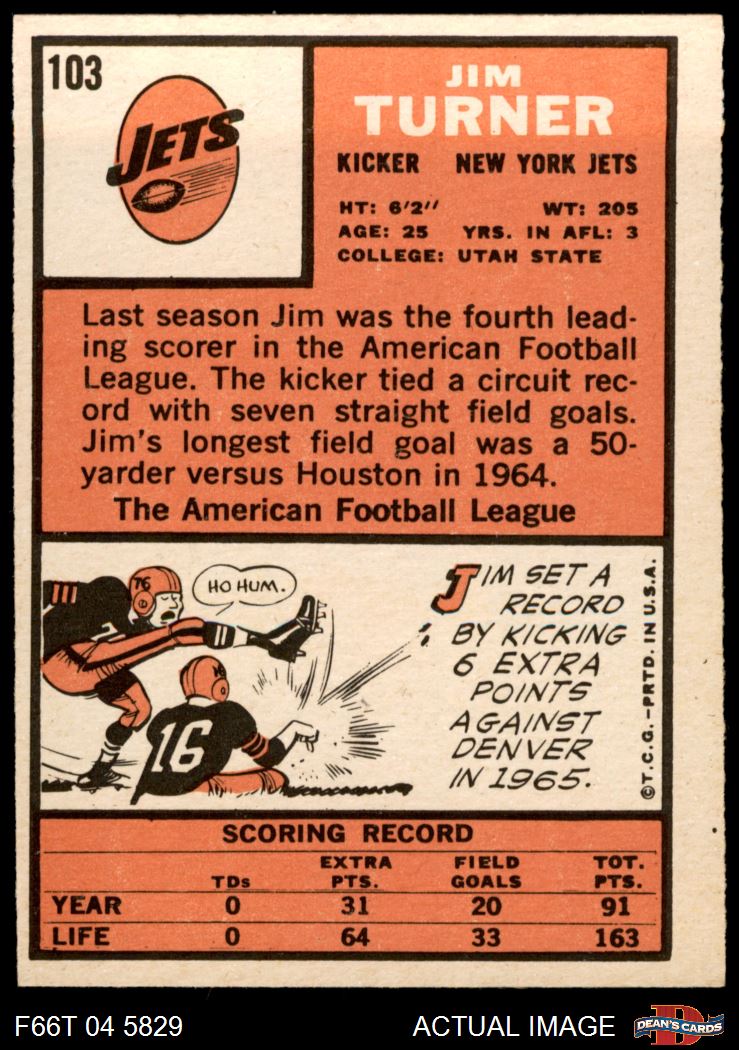 103
JETS
JIM
TURNER
KICKER NEW YORK JETS
HT: 6'2" WT: 205
AGE: 25 YRS. IN AFL: 3
COLLEGE: UTAH STATE
Last season Jim was the fourth lead-
ing scorer in the American Football
League. The kicker tied a circuit rec-
ord with seven straight field goals.
Jim's longest field goal was a 50-
yarder versus Houston in 1964.
The American Football League
76
HO HUM.
16
JIM SET A
RECORD
BY KICKING
6 EXTRA
POINTS
AGAINST
DENVER
IN 1965.
©T.C.G.-PRTD. IN U.S.A.
SCORING RECORD
TDs EXTRA PTS. FIELD GOALS TOT. PTS.
YEAR 0 31 20 91
LIFE 0 64 33 163
F66T 04 5829 ACTUAL IMAGE
D
DEAN'S CARDS